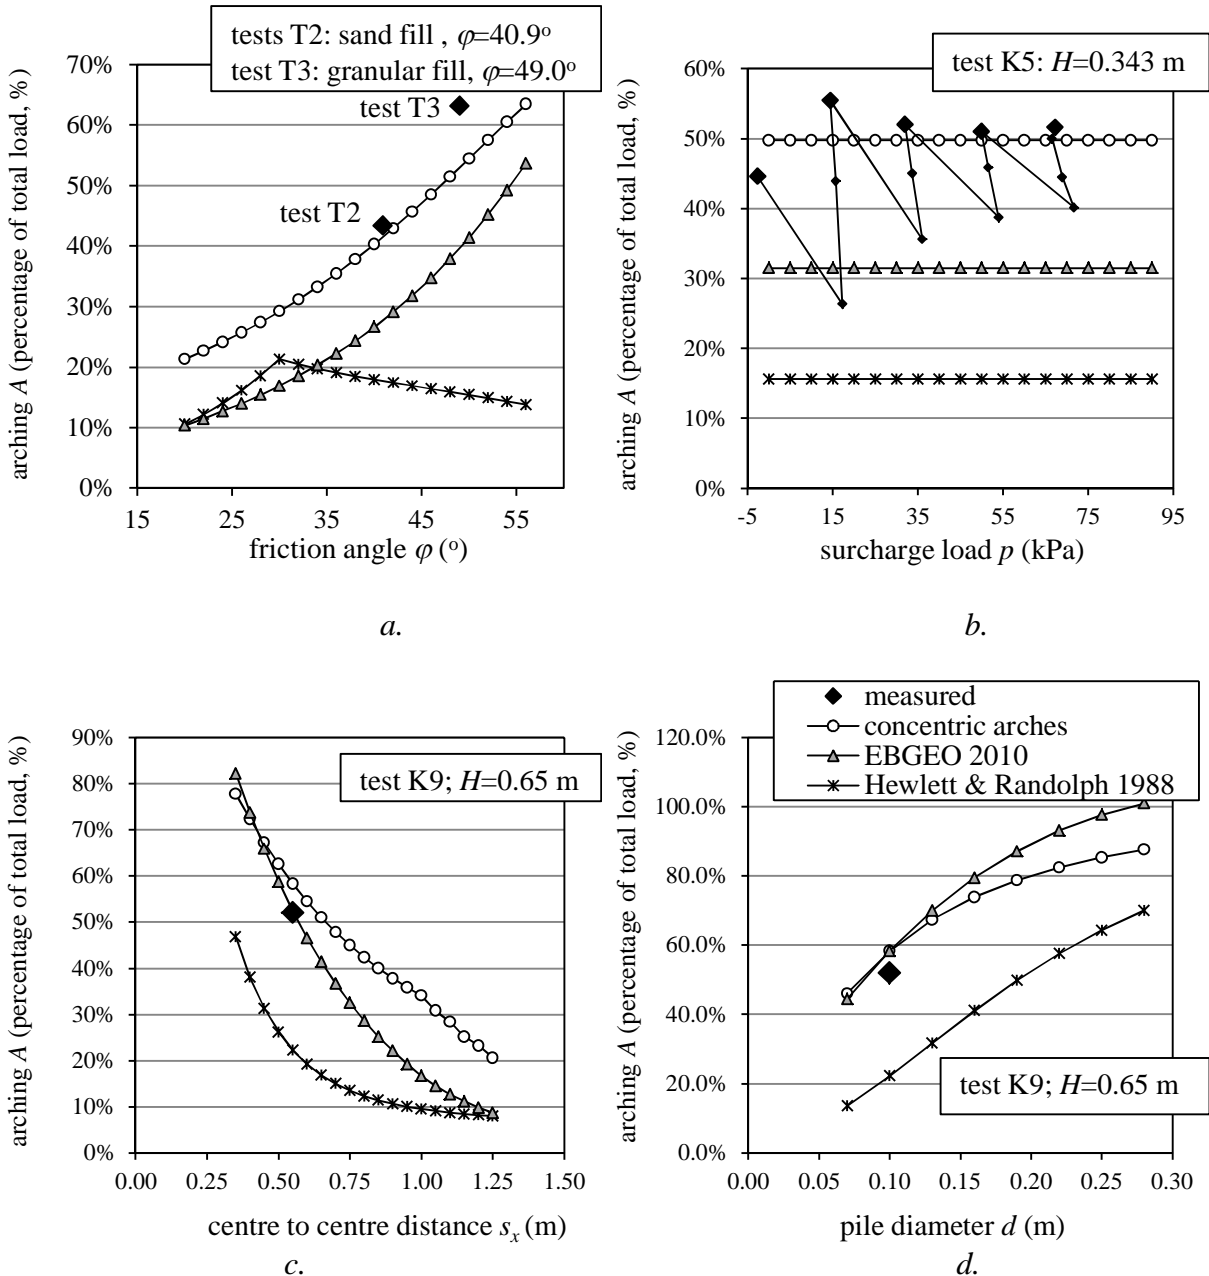 tests T2: sand fill , φ=40.9°
test T3: granular fill, φ=49.0°
70%
60%
50%
40%
30%
20%
10%
0%
15
25
35
45
55
test T3
test T2
arching A (percentage of total load, %)
friction angle φ (°)
a.
test K5: H=0.343 m
60%
50%
40%
30%
20%
10%
0%
-5
15
35
55
75
95
arching A (percentage of total load, %)
surcharge load p (kPa)
b.
test K9; H=0.65 m
90%
80%
70%
60%
50%
40%
30%
20%
10%
0%
0.00
0.25
0.50
0.75
1.00
1.25
1.50
arching A (percentage of total load, %)
centre to centre distance sx (m)
c.
measured
concentric arches
EBGEO 2010
Hewlett & Randolph 1988
120.0%
100.0%
80.0%
60.0%
40.0%
20.0%
0.0%
0.00
0.05
0.10
0.15
0.20
0.25
0.30
test K9; H=0.65 m
arching A (percentage of total load, %)
pile diameter d (m)
d.